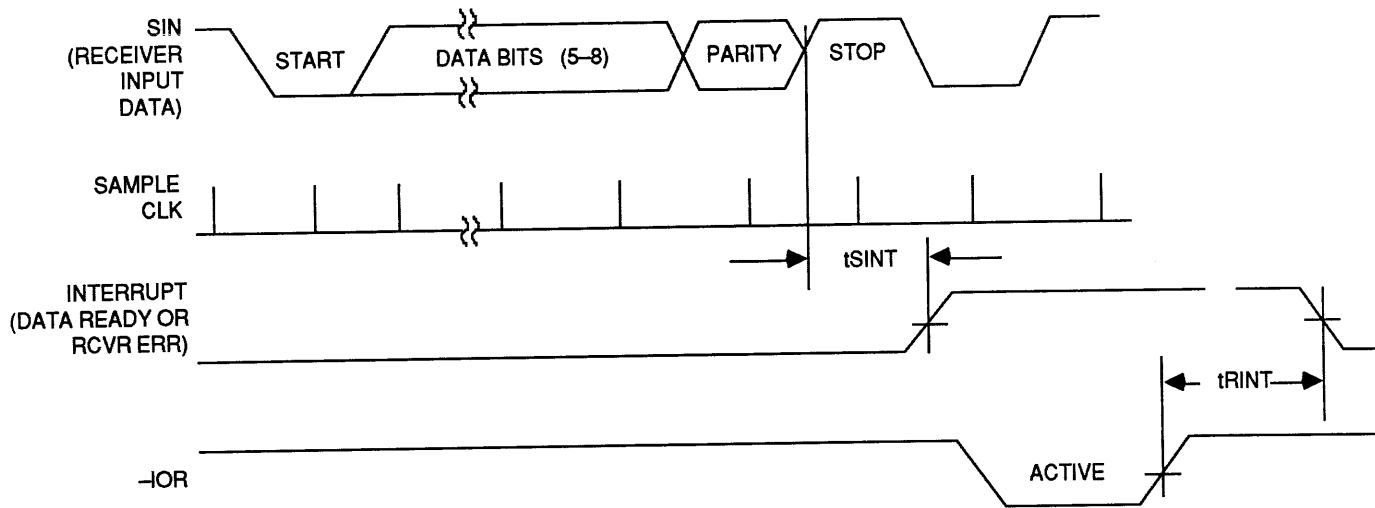 SIN
(RECEIVER
INPUT
DATA)
START
DATA BITS (5–8)
PARITY
STOP
SAMPLE
CLK
tSINT
INTERRUPT
(DATA READY OR
RCVR ERR)
tRINT
–IOR
ACTIVE